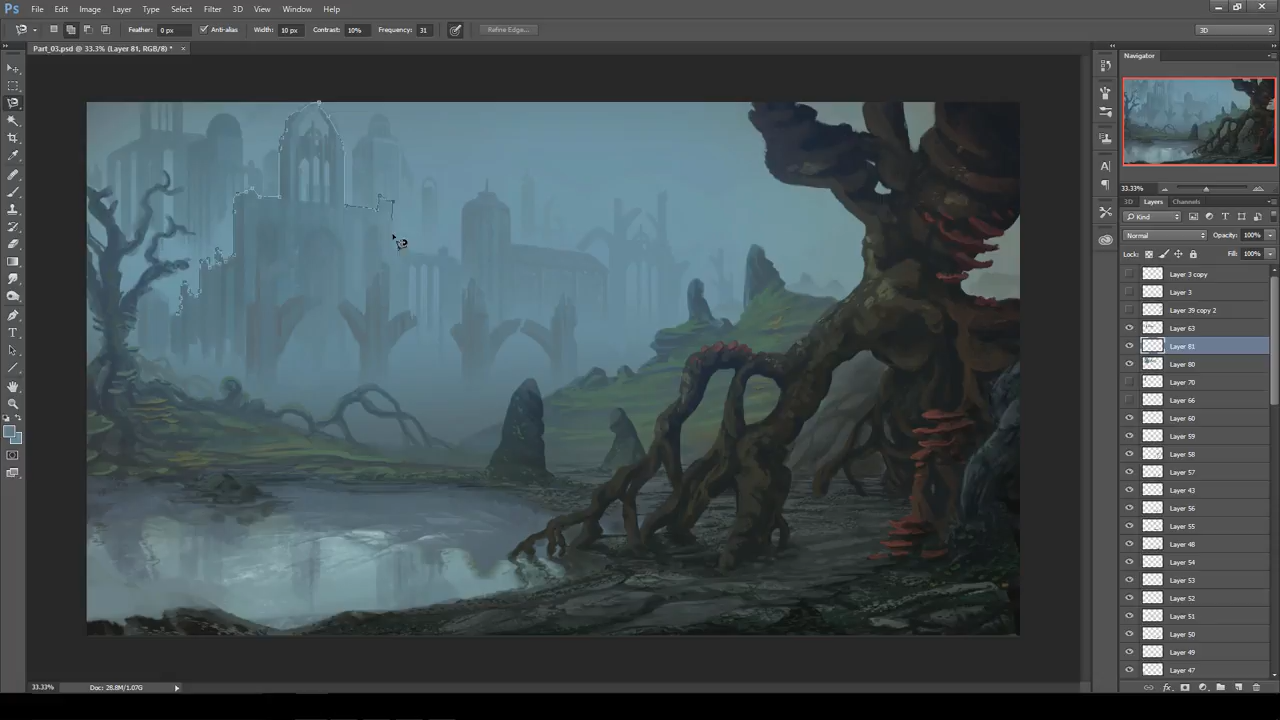 Ps File Edit Image Layer Type Select Filter 3D View Window Help
Feather: 0 px Anti-alias Width: 10 px Contrast: 10% Frequency: 31 Refine Edge... 3D
Part_03.psd @ 33.3% (Layer 81, RGB/8) * ×
Navigator
33.33%
3D Layers Channels
Kind
Normal Opacity: 100%
Lock: Fill: 100%
Layer 3 copy
Layer 3
Layer 39 copy 2
Layer 63
Layer 81
Layer 80
Layer 70
Layer 66
Layer 60
Layer 59
Layer 58
Layer 57
Layer 43
Layer 56
Layer 55
Layer 48
Layer 54
Layer 53
Layer 52
Layer 51
Layer 50
Layer 49
Layer 47
33.33% Doc: 28.8M/1.07G